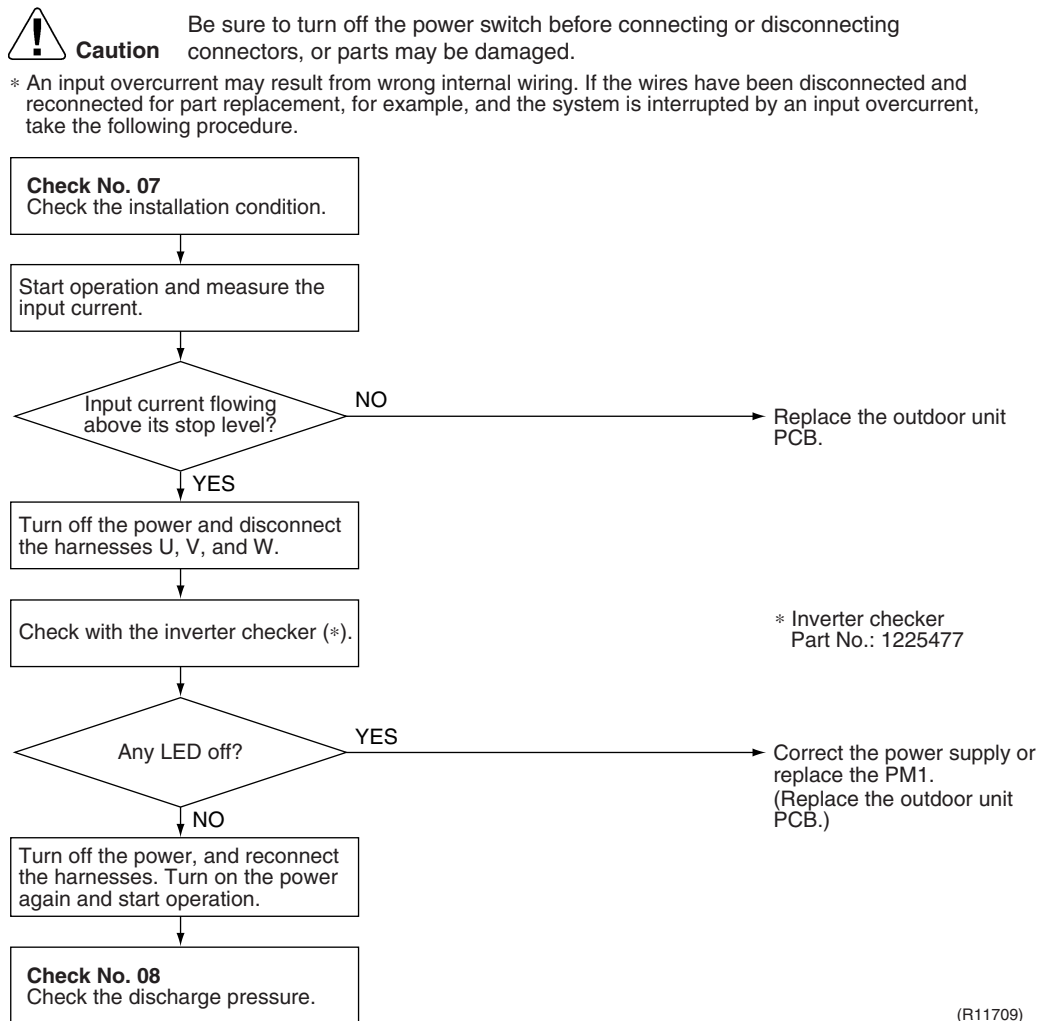 Be sure to turn off the power switch before connecting or disconnecting
Caution connectors, or parts may be damaged.
* An input overcurrent may result from wrong internal wiring. If the wires have been disconnected and
reconnected for part replacement, for example, and the system is interrupted by an input overcurrent,
take the following procedure.
Check No. 07
Check the installation condition.
Start operation and measure the
input current.
Input current flowing
above its stop level?
NO
Replace the outdoor unit
PCB.
YES
Turn off the power and disconnect
the harnesses U, V, and W.
Check with the inverter checker (*).
* Inverter checker
Part No.: 1225477
Any LED off?
YES
Correct the power supply or
replace the PM1.
(Replace the outdoor unit
PCB.)
NO
Turn off the power, and reconnect
the harnesses. Turn on the power
again and start operation.
Check No. 08
Check the discharge pressure.
(R11709)